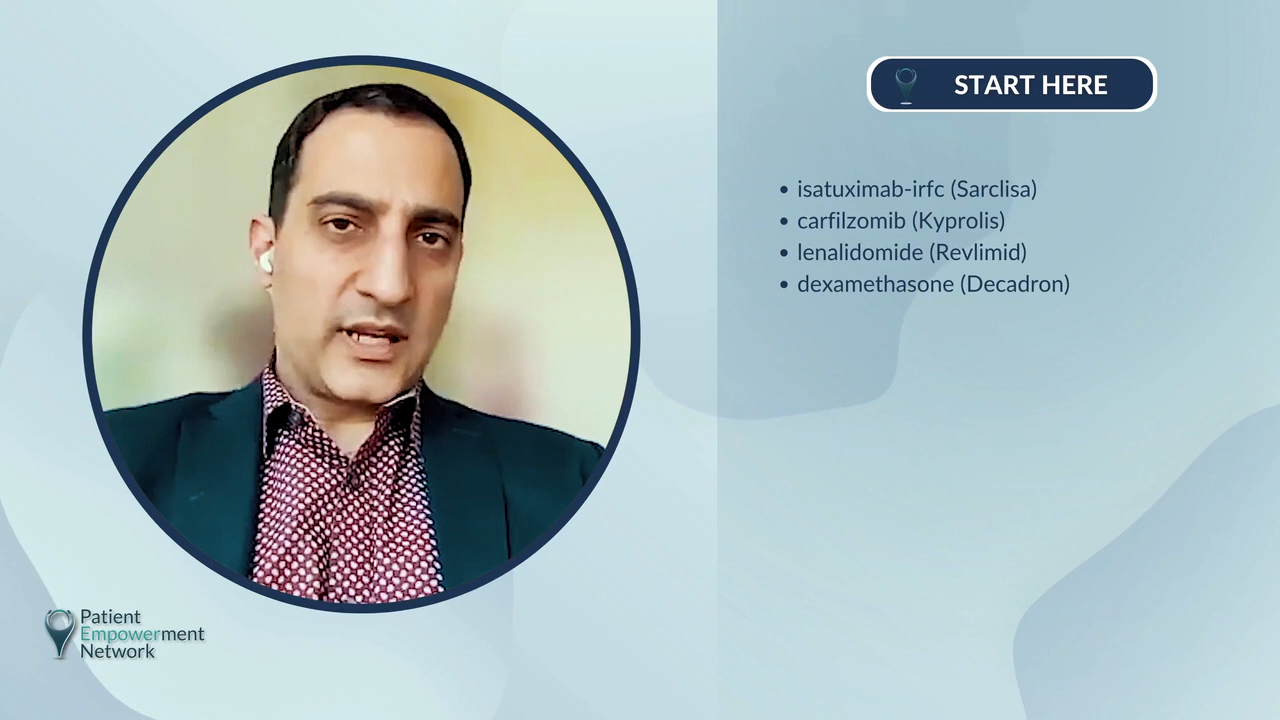 START HERE
• isatuximab-irfc (Sarclisa)
• carfilzomib (Kyprolis)
• lenalidomide (Revlimid)
• dexamethasone (Decadron)
Patient
Empowerment
Network